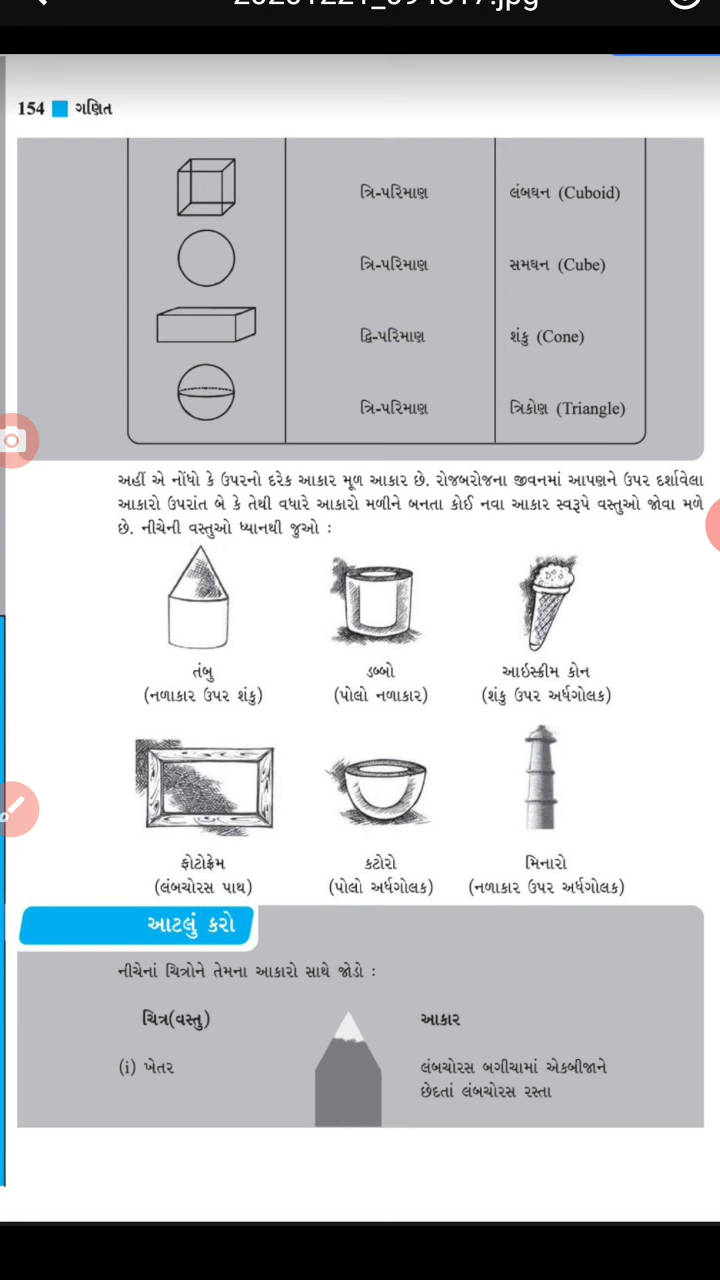 154 ગણિત
ત્રિ-પરિમાણ લંબઘન (Cuboid)
ત્રિ-પરિમાણ સમઘન (Cube)
દ્વિ-પરિમાણ શંકુ (Cone)
ત્રિ-પરિમાણ ત્રિકોણ (Triangle)
અહીં એ નોંધો કે ઉપરનો દરેક આકાર મૂળ આકાર છે. રોજબરોજના જીવનમાં આપણને ઉપર દર્શાવેલા
આકારો ઉપરાંત બે કે તેથી વધારે આકારો મળીને બનતા કોઈ નવા આકાર સ્વરૂપે વસ્તુઓ જોવા મળે
છે. નીચેની વસ્તુઓ ધ્યાનથી જુઓ :
તંબુ ડબ્બો આઇસ્ક્રીમ કોન
(નળાકાર ઉપર શંકુ) (પોલો નળાકાર) (શંકુ ઉપર અર્ધગોલક)
ફોટોફ્રેમ કટોરો મિનારો
(લંબચોરસ પાથ) (પોલો અર્ધગોલક) (નળાકાર ઉપર અર્ધગોલક)
આટલું કરો
નીચેનાં ચિત્રોને તેમના આકારો સાથે જોડો :
ચિત્ર(વસ્તુ) આકાર
(i) ખેતર લંબચોરસ બગીચામાં એકબીજાને
છેદતાં લંબચોરસ રસ્તા